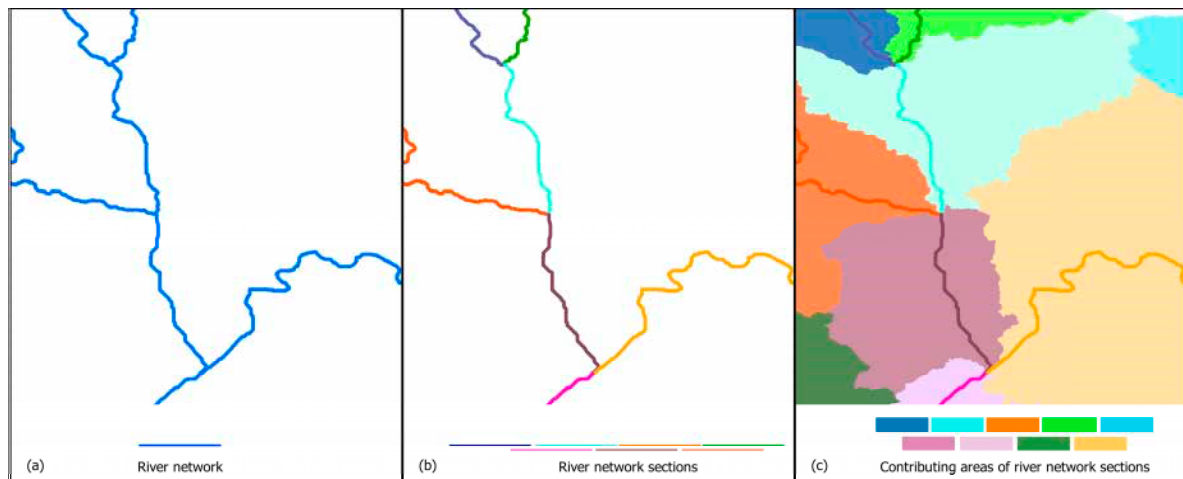 (a)
River network
(b)
River network sections
(c)
Contributing areas of river network sections